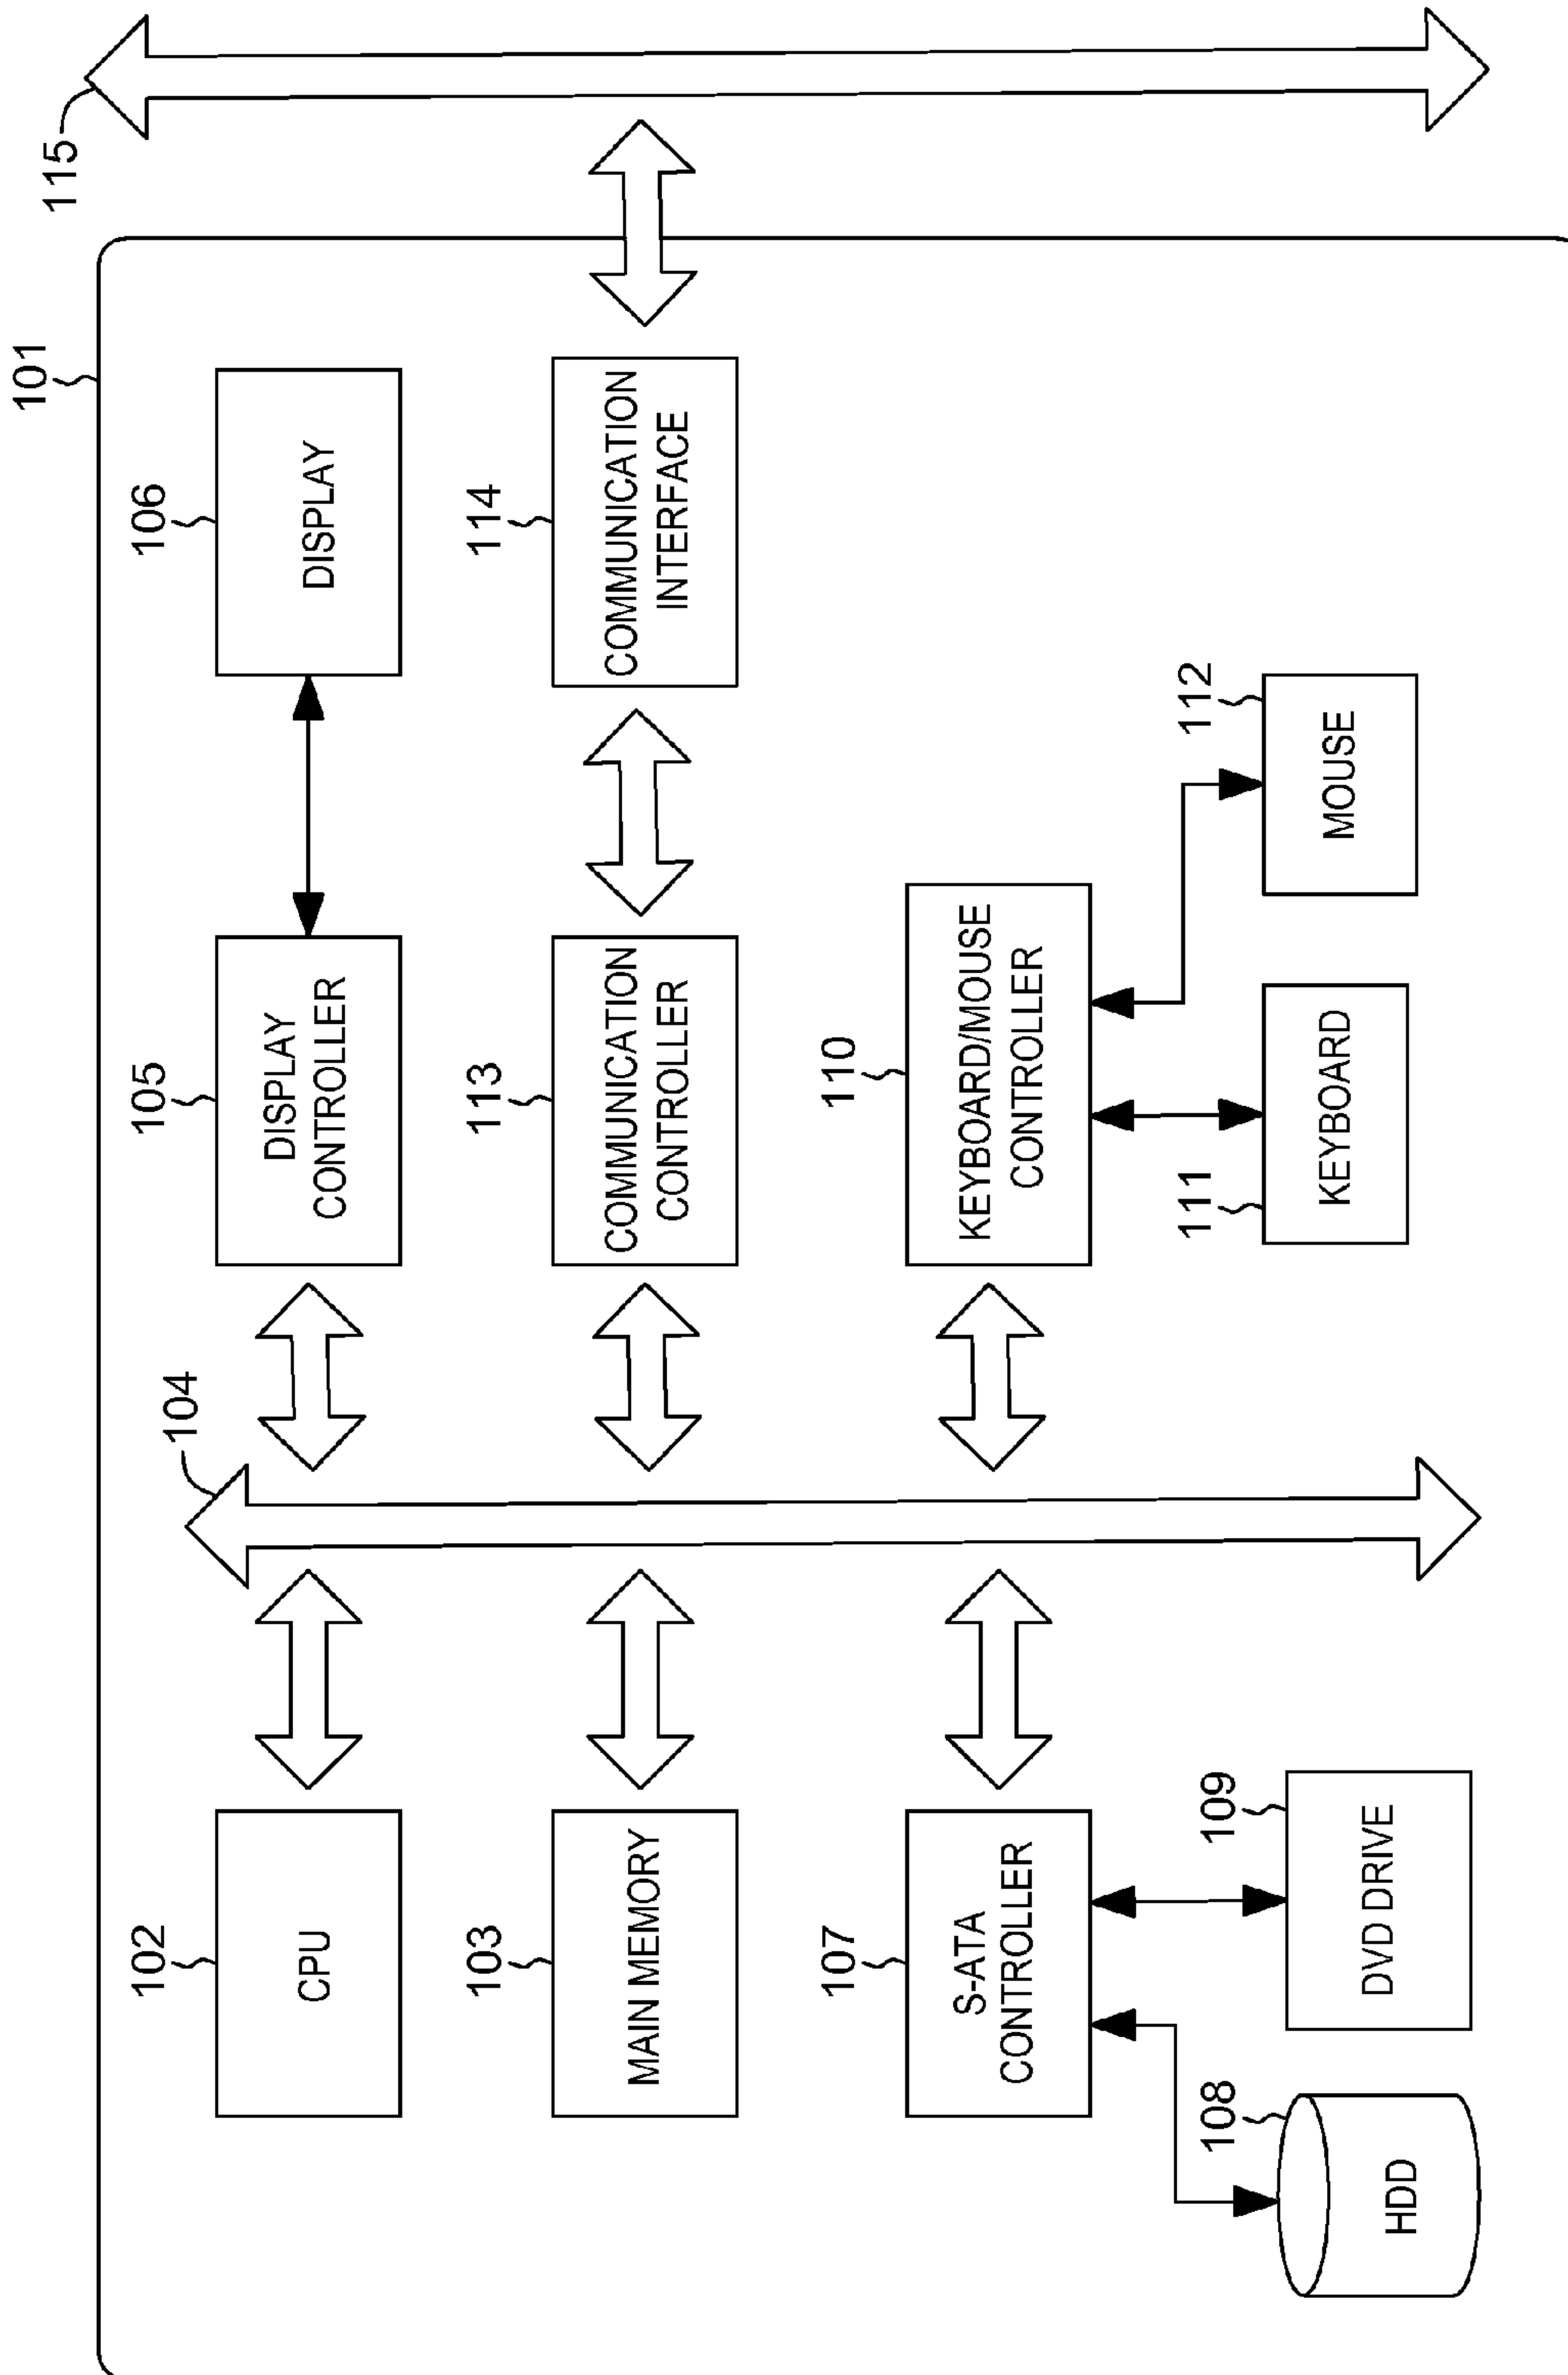 101
115
102
CPU
104
105
DISPLAY
CONTROLLER
106
DISPLAY
103
MAIN MEMORY
113
COMMUNICATION
CONTROLLER
114
COMMUNICATION
INTERFACE
107
S-ATA
CONTROLLER
110
KEYBOARD/MOUSE
CONTROLLER
108
HDD
109
DVD DRIVE
111
KEYBOARD
112
MOUSE